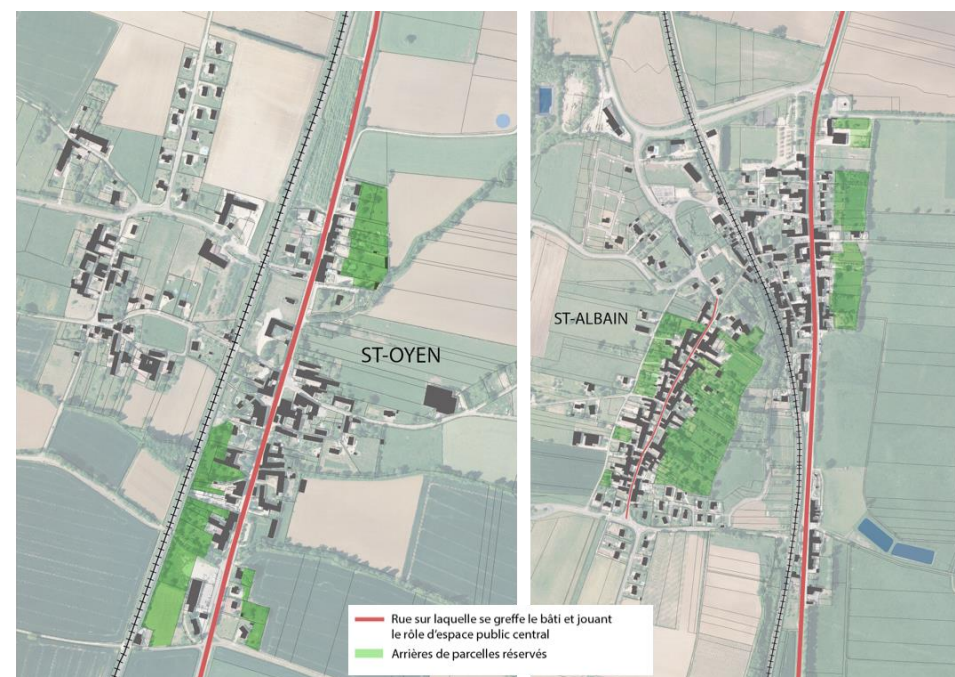 ST-OYEN
ST-ALBAIN
Rue sur laquelle se greffe le bâti et jouant
le rôle d'espace public central
Arrières de parcelles réservés